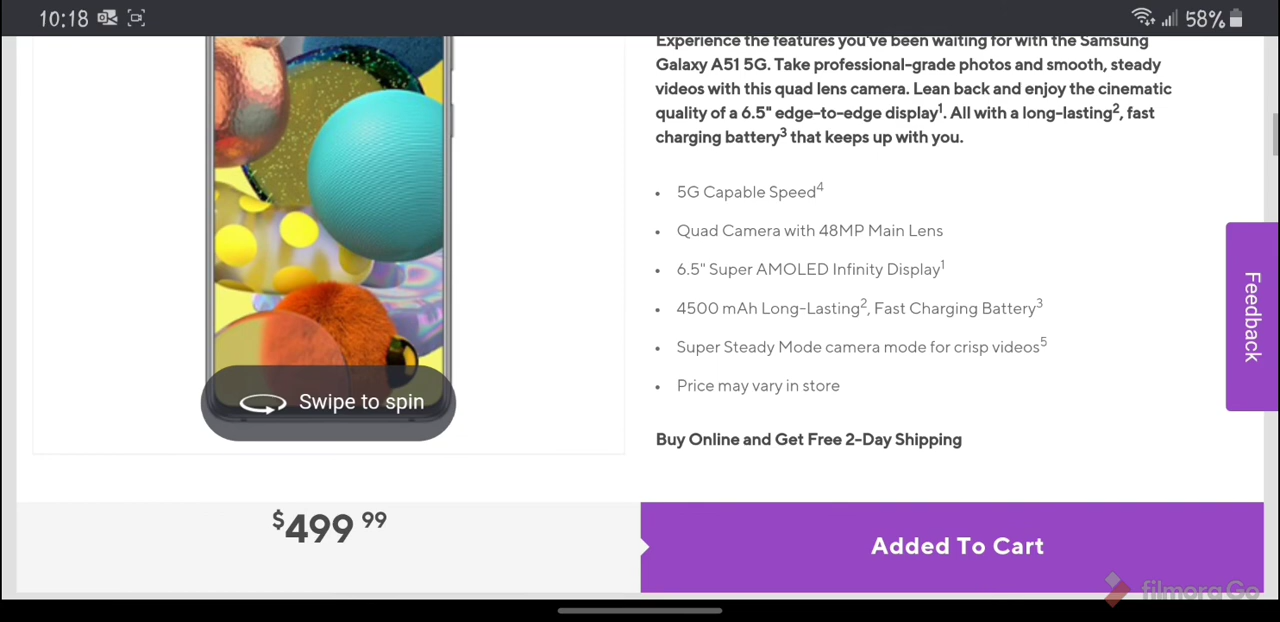 10:18
58%
Experience the features you've been waiting for with the Samsung
Galaxy A51 5G. Take professional-grade photos and smooth, steady
videos with this quad lens camera. Lean back and enjoy the cinematic
quality of a 6.5" edge-to-edge display¹. All with a long-lasting², fast
charging battery³ that keeps up with you.
• 5G Capable Speed⁴
• Quad Camera with 48MP Main Lens
• 6.5" Super AMOLED Infinity Display¹
• 4500 mAh Long-Lasting², Fast Charging Battery³
• Super Steady Mode camera mode for crisp videos⁵
• Price may vary in store
Buy Online and Get Free 2-Day Shipping
Swipe to spin
Feedback
$499 99
Added To Cart
filmora Go